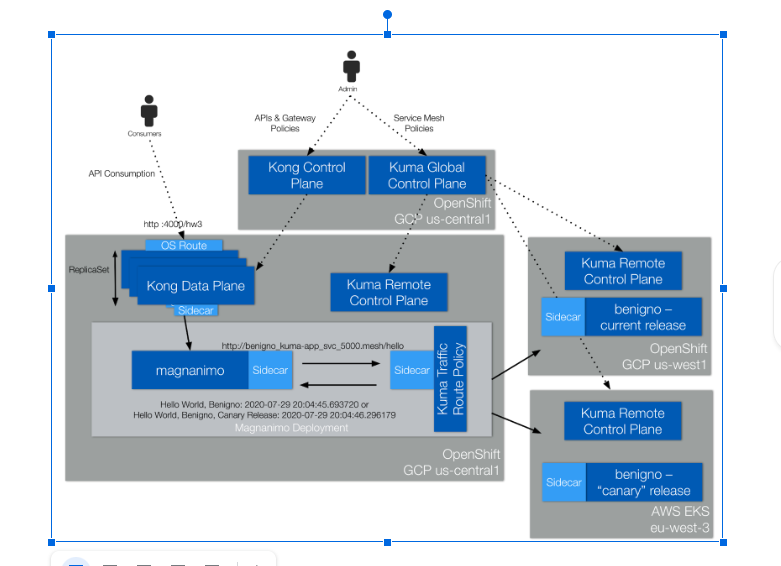 Admin
Consumers
APIs & Gateway
Policies
Service Mesh
Policies
API Consumption
Kong Control
Plane
Kuma Global
Control Plane
OpenShift
GCP us-central1
http :4000/hw3
OS Route
ReplicaSet
Kong Data Plane
Sidecar
Kuma Remote
Control Plane
http://benigno_kuma-app_svc_5000.mesh/hello
magnanimo
Sidecar
Sidecar
Kuma Traffic
Route Policy
Hello World, Benigno: 2020-07-29 20:04:45.693720 or
Hello World, Benigno, Canary Release: 2020-07-29 20:04:46.296179
Magnanimo Deployment
OpenShift
GCP us-central1
Kuma Remote
Control Plane
Sidecar
benigno –
current release
OpenShift
GCP us-west1
Kuma Remote
Control Plane
Sidecar
benigno –
“canary” release
AWS EKS
eu-west-3